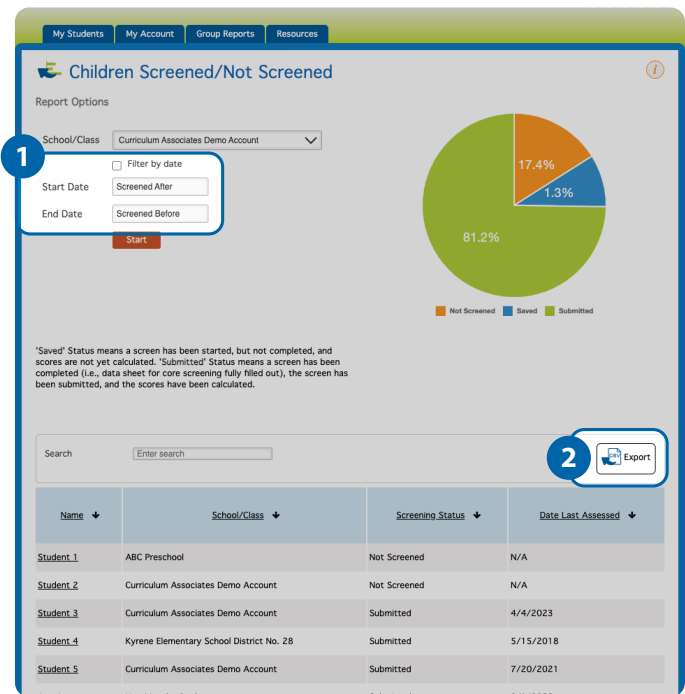 My Students My Account Group Reports Resources
Children Screened/Not Screened
i
Report Options
School/Class Curriculum Associates Demo Account
1
Filter by date
Start Date Screened After
End Date Screened Before
Start
17.4%
1.3%
81.2%
Not Screened Saved Submitted
'Saved' Status means a screen has been started, but not completed, and
scores are not yet calculated. 'Submitted' Status means a screen has been
completed (i.e., data sheet for core screening fully filled out), the screen has
been submitted, and the scores have been calculated.
Search Enter search
2
CSV Export
Name School/Class Screening Status Date Last Assessed
Student 1 ABC Preschool Not Screened N/A
Student 2 Curriculum Associates Demo Account Not Screened N/A
Student 3 Curriculum Associates Demo Account Submitted 4/4/2023
Student 4 Kyrene Elementary School District No. 28 Submitted 5/15/2018
Student 5 Curriculum Associates Demo Account Submitted 7/20/2021